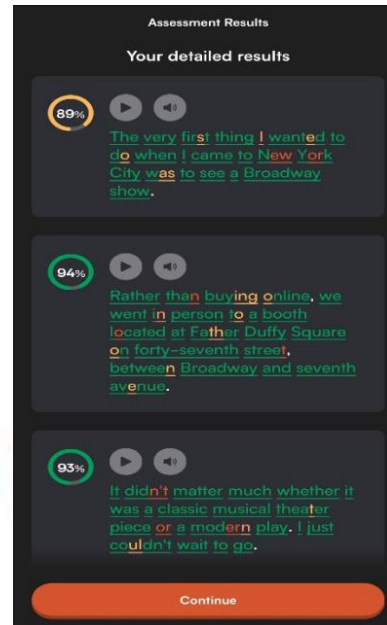 Assessment Results
Your detailed results
89%
The very first thing I wanted to
do when I came to New York
City was to see a Broadway
show.
94%
Rather than buying online, we
went in person to a booth
located at Father Duffy Square
on forty-seventh street,
between Broadway and seventh
avenue.
93%
It didn't matter much whether it
was a classic musical theater
piece or a modern play. I just
couldn't wait to go.
Continue